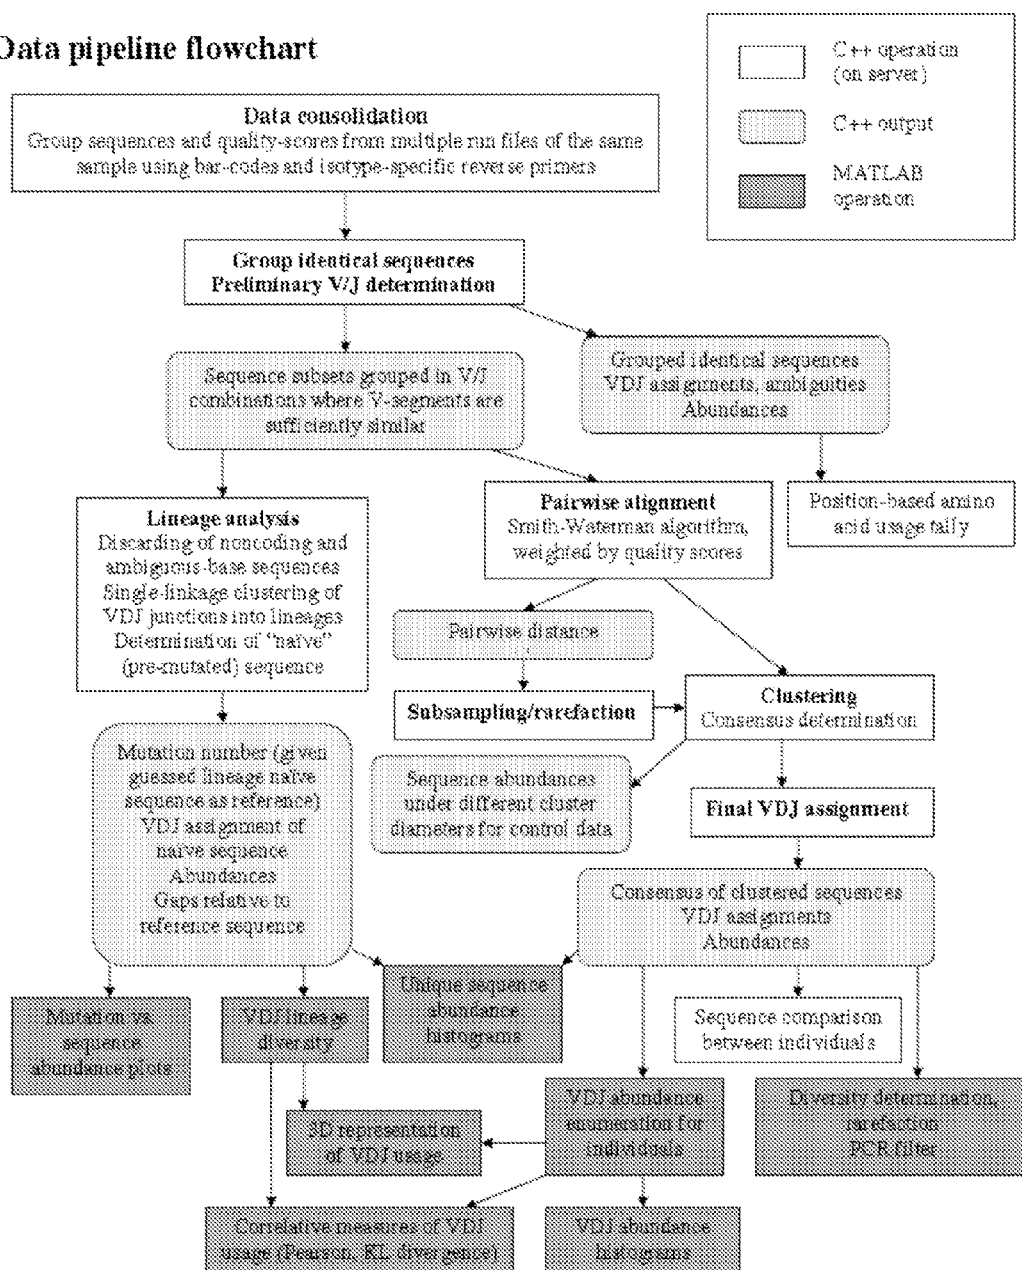 Data pipeline flowchart
C++ operation
(on server)
C++ output
MATLAB
operation
Data consolidation
Group sequences and quality-scores from multiple run files of the same
sample using bar-codes and isotype-specific reverse primers
Group identical sequences
Preliminary V/J determination
Sequence subsets grouped in V/J
combinations where V-segments are
sufficiently similar
Grouped identical sequences
VDJ assignments, ambiguities
Abundances
Lineage analysis
Discarding of noncoding and
ambiguous-base sequences
Single-linkage clustering of
VDJ junctions into lineages
Determination of “naïve”
(pre-mutated) sequence
Pairwise alignment
Smith-Waterman algorithm,
weighted by quality scores
Position-based amino
acid usage tally
Pairwise distance
Subsampling/rarefaction
Clustering
Consensus determination
Mutation number (given
guessed lineage naïve
sequence as reference)
VDJ assignment of
naïve sequence
Abundances
Gaps relative to
reference sequence
Sequence abundances
under different cluster
diameters for control data
Final VDJ assignment
Consensus of clustered sequences
VDJ assignments
Abundances
Mutation vs.
sequence
abundance plots
VDJ lineage
diversity
Unique sequence
abundance
histograms
Sequence comparison
between individuals
3D representation
of VDJ usage
VDJ abundance
enumeration for
individuals
Diversity determination,
rarefaction
PCR filter
Correlative measures of VDJ
usage (Pearson, KL divergence)
VDJ abundance
histograms